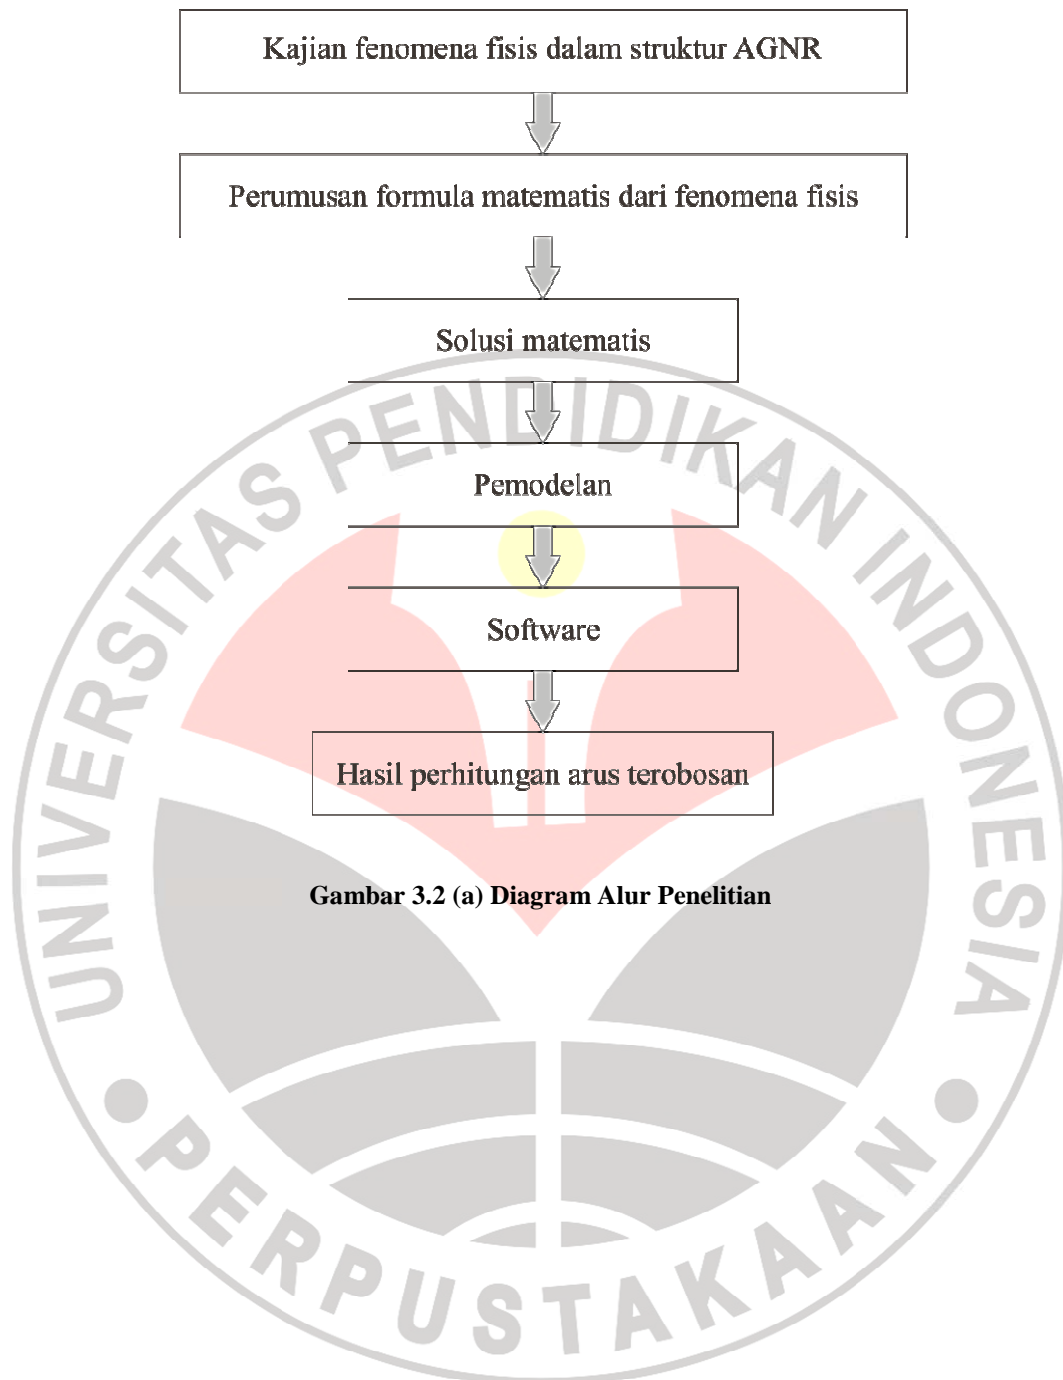 Kajian fenomena fisis dalam struktur AGNR
Perumusan formula matematis dari fenomena fisis
Solusi matematis
Pemodelan
Software
Hasil perhitungan arus terobosan
Gambar 3.2 (a) Diagram Alur Penelitian
UNIVERSITAS PENDIDIKAN INDONESIA
PERPUSTAKAAN